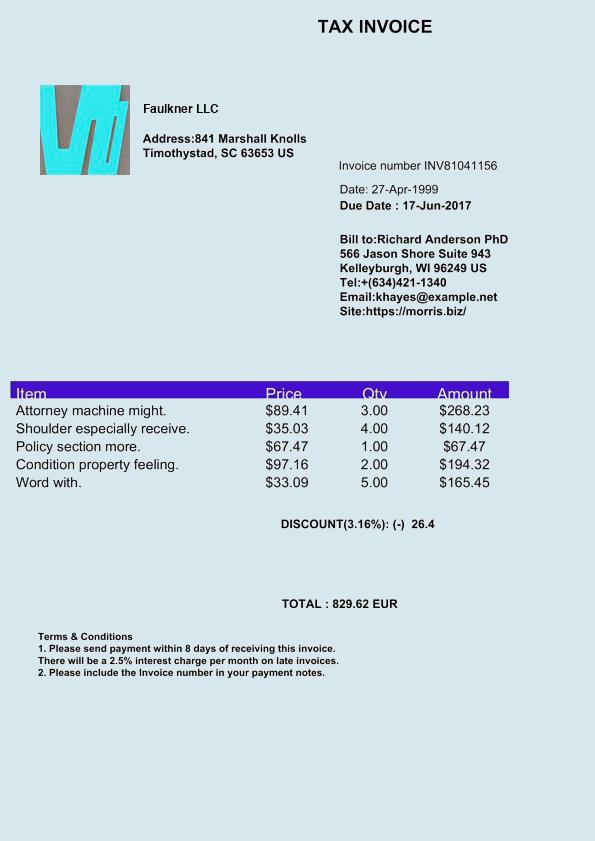 TAX INVOICE
Faulkner LLC
Address:841 Marshall Knolls
Timothystad, SC 63653 US
Invoice number INV81041156
Date: 27-Apr-1999
Due Date : 17-Jun-2017
Bill to:Richard Anderson PhD
566 Jason Shore Suite 943
Kelleyburgh, WI 96249 US
Tel:+(634)421-1340
Email:khayes@example.net
Site:https://morris.biz/
Item Price Qty Amount
Attorney machine might. $89.41 3.00 $268.23
Shoulder especially receive. $35.03 4.00 $140.12
Policy section more. $67.47 1.00 $67.47
Condition property feeling. $97.16 2.00 $194.32
Word with. $33.09 5.00 $165.45
DISCOUNT(3.16%): (-) 26.4
TOTAL : 829.62 EUR
Terms & Conditions
1. Please send payment within 8 days of receiving this invoice.
There will be a 2.5% interest charge per month on late invoices.
2. Please include the Invoice number in your payment notes.